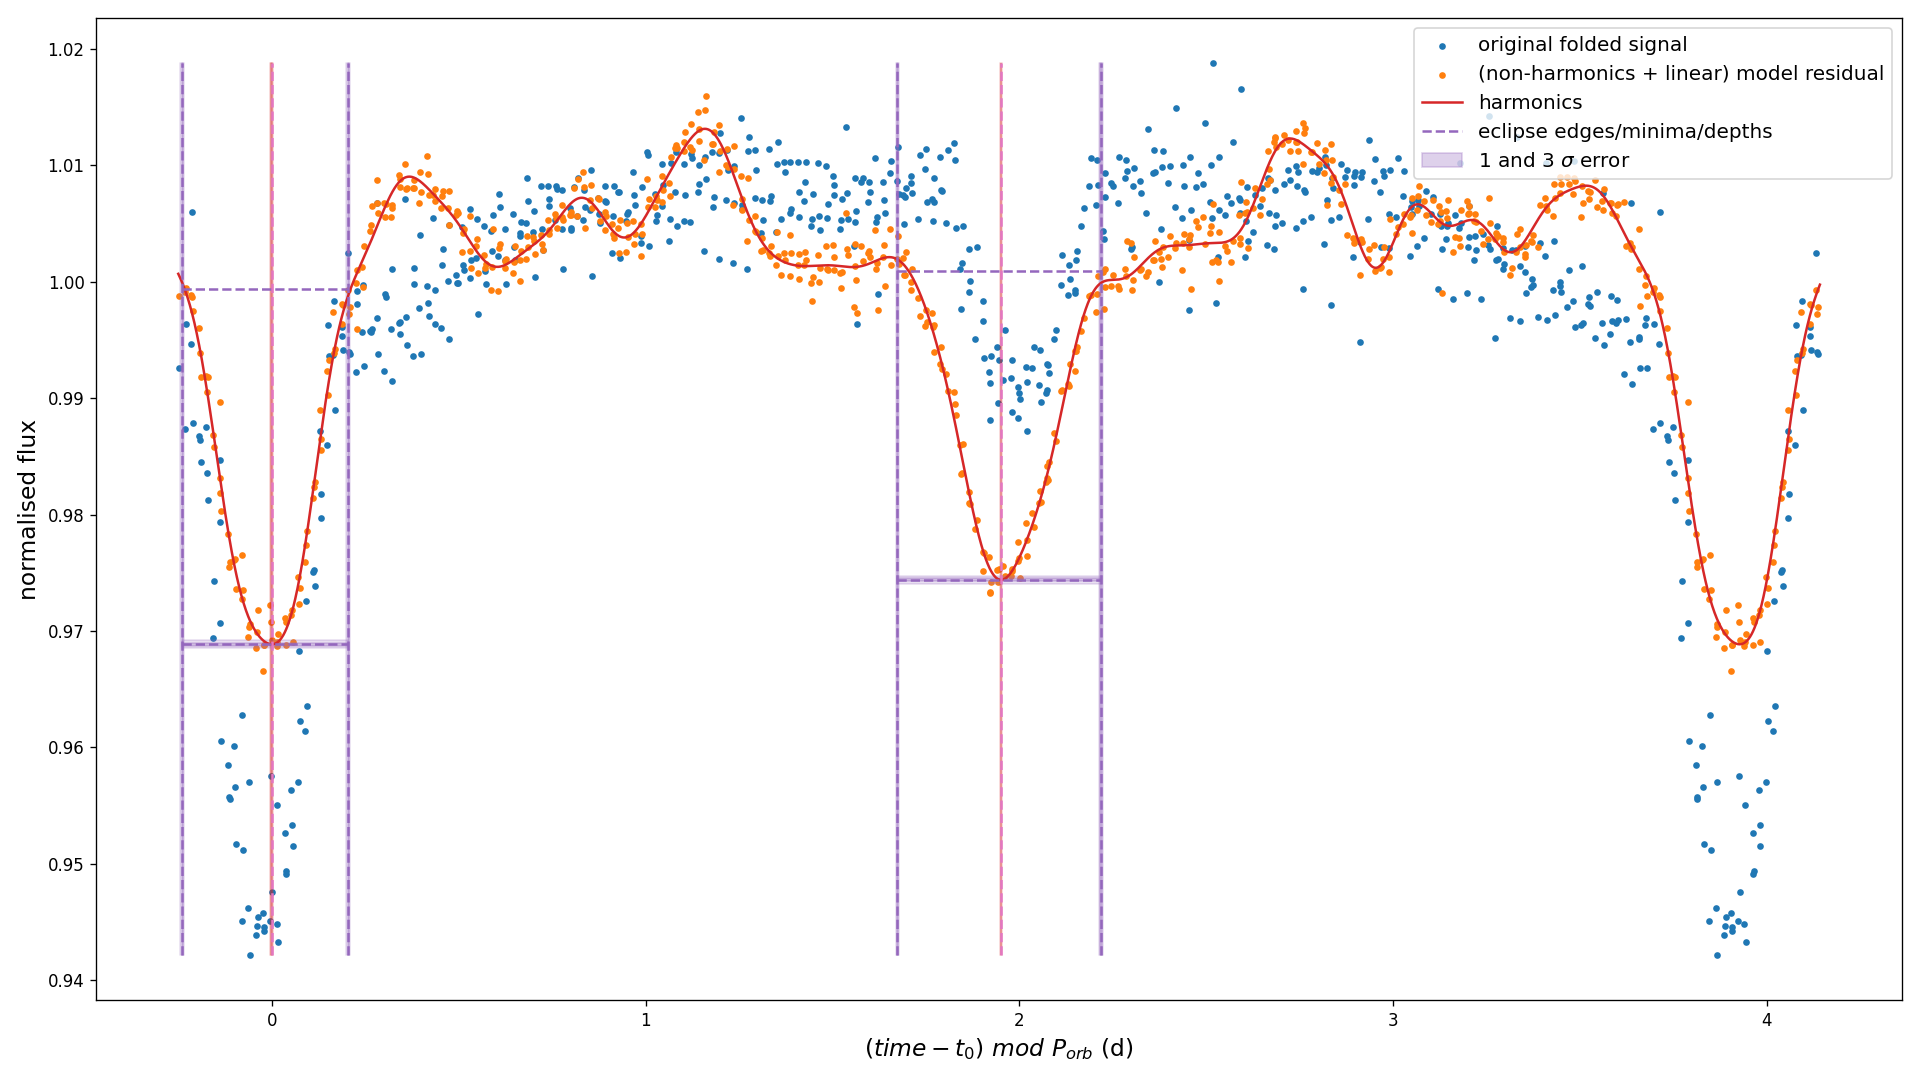 1.02
1.01
1.00
0.99
0.98
0.97
0.96
0.95
0.94
normalised flux
original folded signal
(non-harmonics + linear) model residual
harmonics
eclipse edges/minima/depths
1 and 3 σ error
0
1
2
3
4
(time − t₀) mod Pₒᵣb (d)